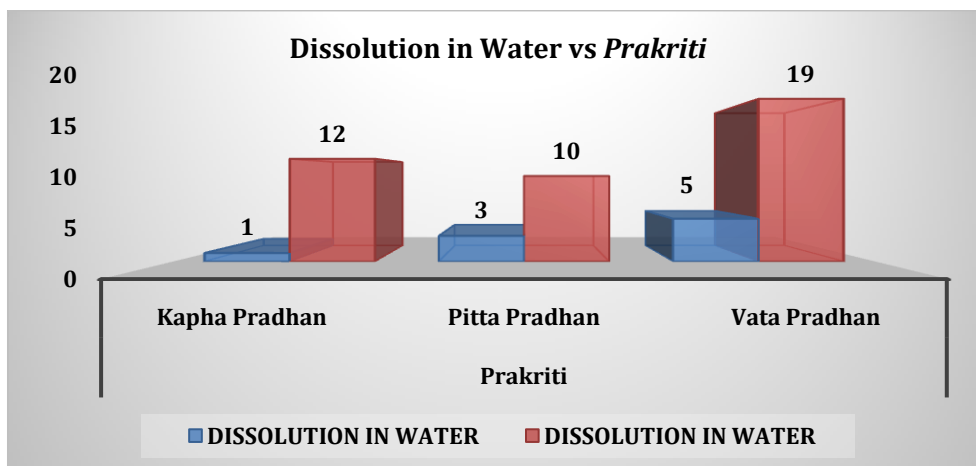 Dissolution in Water vs Prakriti
20
15
10
5
0
1
12
3
10
5
19
Kapha Pradhan
Pitta Pradhan
Vata Pradhan
Prakriti
DISSOLUTION IN WATER
DISSOLUTION IN WATER